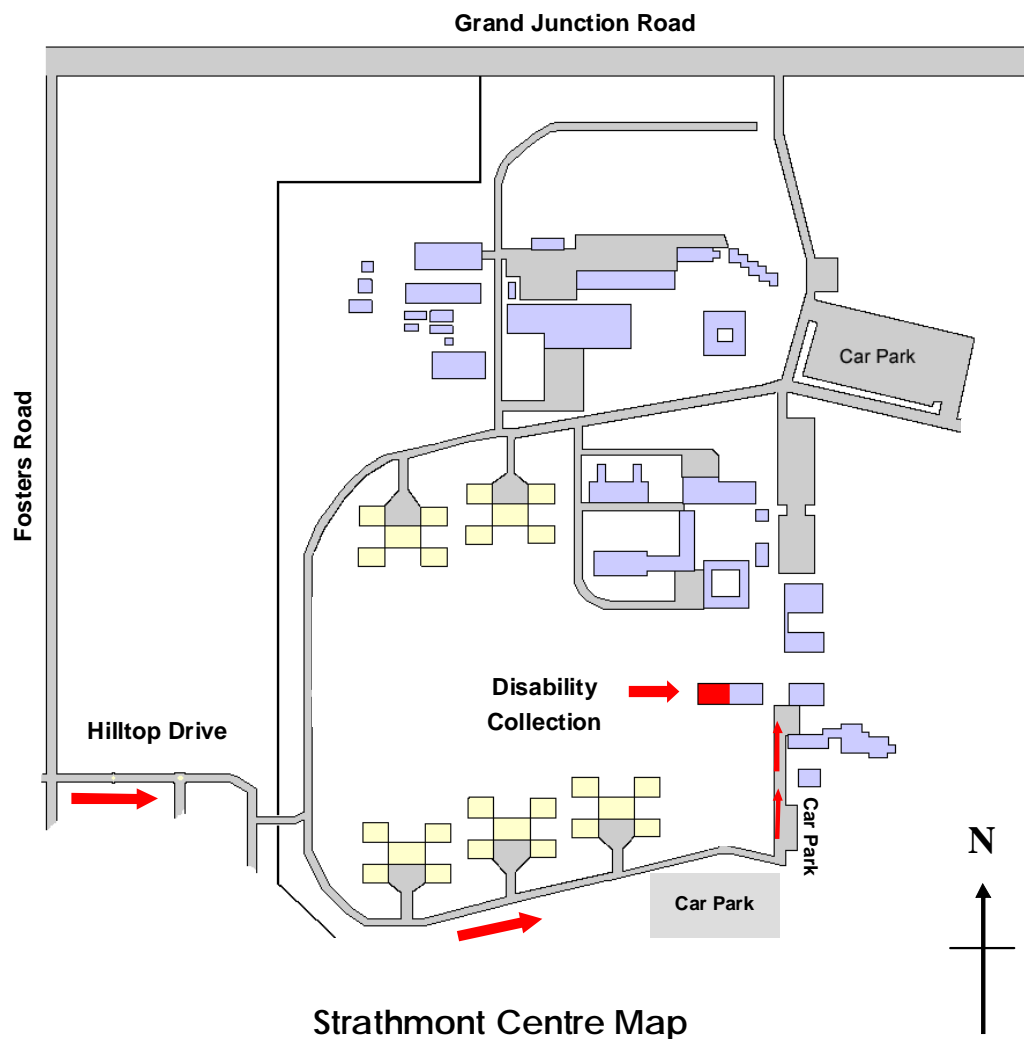 Grand Junction Road
Car Park
Fosters Road
Disability
Collection
Hilltop Drive
Car Park
N
Car Park
Strathmont Centre Map